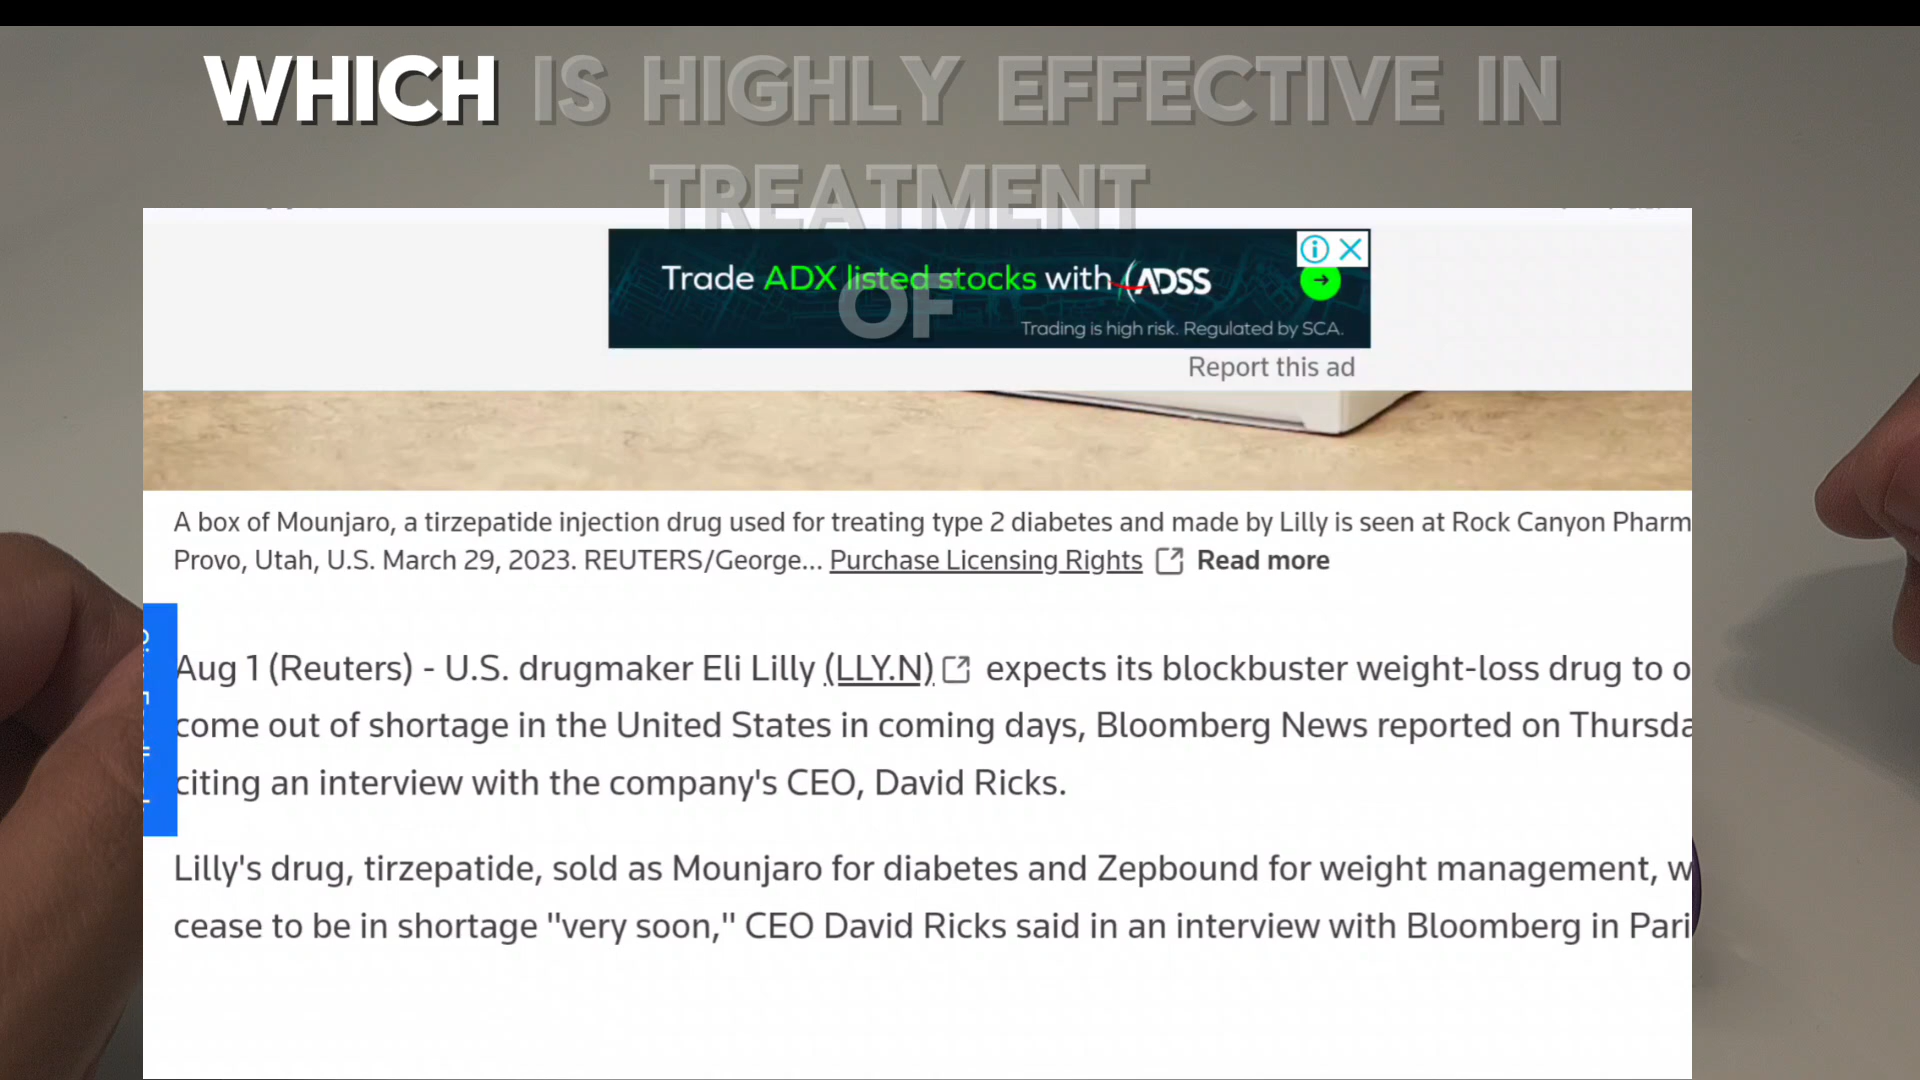 WHICH IS HIGHLY EFFECTIVE IN
TREATMENT
OF
Trade ADX listed stocks with ADSS
Trading is high risk. Regulated by SCA.
Report this ad
A box of Mounjaro, a tirzepatide injection drug used for treating type 2 diabetes and made by Lilly is seen at Rock Canyon Pharm
Provo, Utah, U.S. March 29, 2023. REUTERS/George... Purchase Licensing Rights Read more
Aug 1 (Reuters) - U.S. drugmaker Eli Lilly (LLY.N) expects its blockbuster weight-loss drug to o
come out of shortage in the United States in coming days, Bloomberg News reported on Thursda
citing an interview with the company's CEO, David Ricks.
Lilly's drug, tirzepatide, sold as Mounjaro for diabetes and Zepbound for weight management, w
cease to be in shortage "very soon," CEO David Ricks said in an interview with Bloomberg in Pari